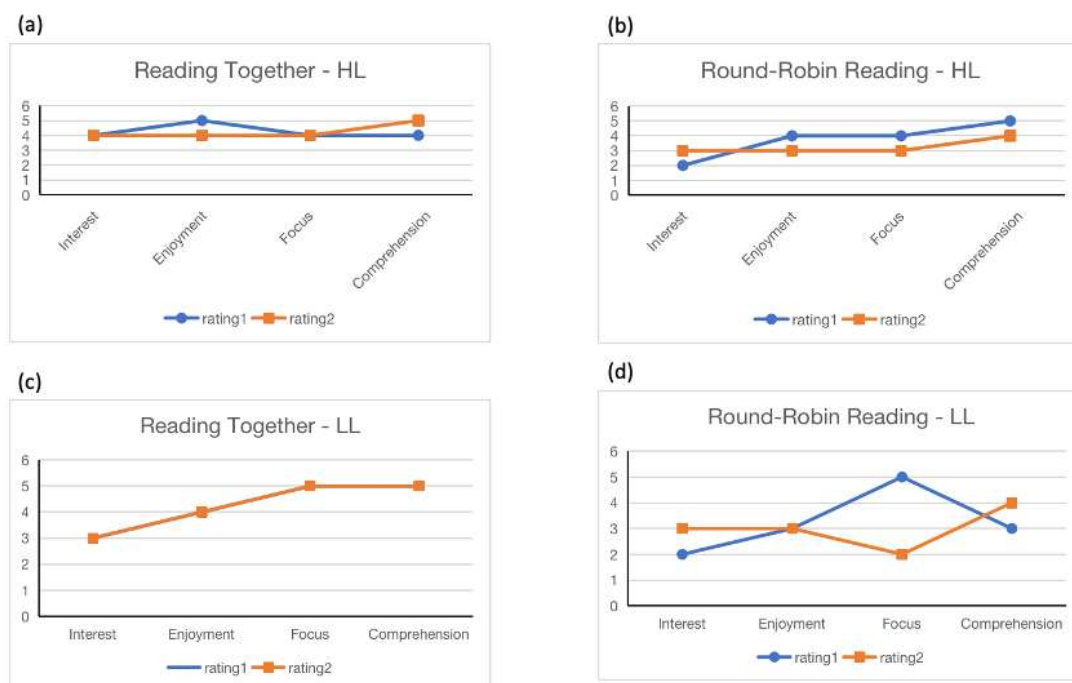 (a)
Reading Together - HL
6
5
4
3
2
1
0
Interest
Enjoyment
Focus
Comprehension
rating1 rating2
(b)
Round-Robin Reading - HL
6
5
4
3
2
1
0
Interest
Enjoyment
Focus
Comprehension
rating1 rating2
(c)
Reading Together - LL
6
5
4
3
2
1
0
Interest Enjoyment Focus Comprehension
rating1 rating2
(d)
Round-Robin Reading - LL
6
5
4
3
2
1
0
Interest Enjoyment Focus Comprehension
rating1 rating2